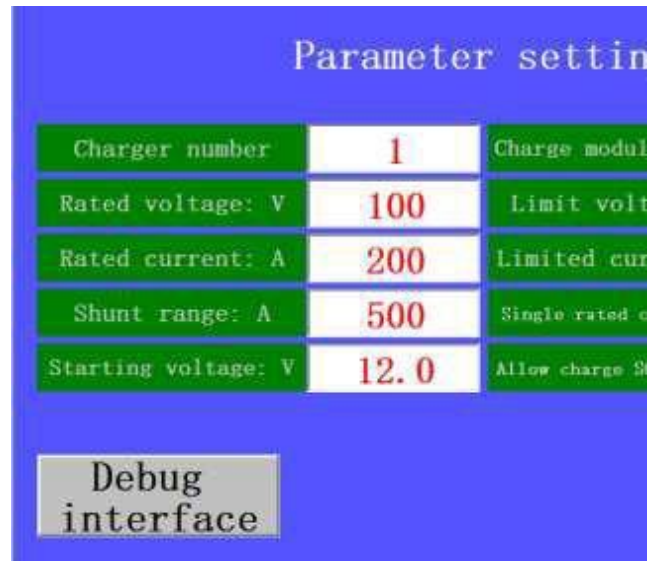 Parameter settin
Charger number 1 Charge modul
Rated voltage: V 100 Limit volt
Rated current: A 200 Limited cur
Shunt range: A 500 Single rated c
Starting voltage: V 12.0 Allow charge S
Debug
interface